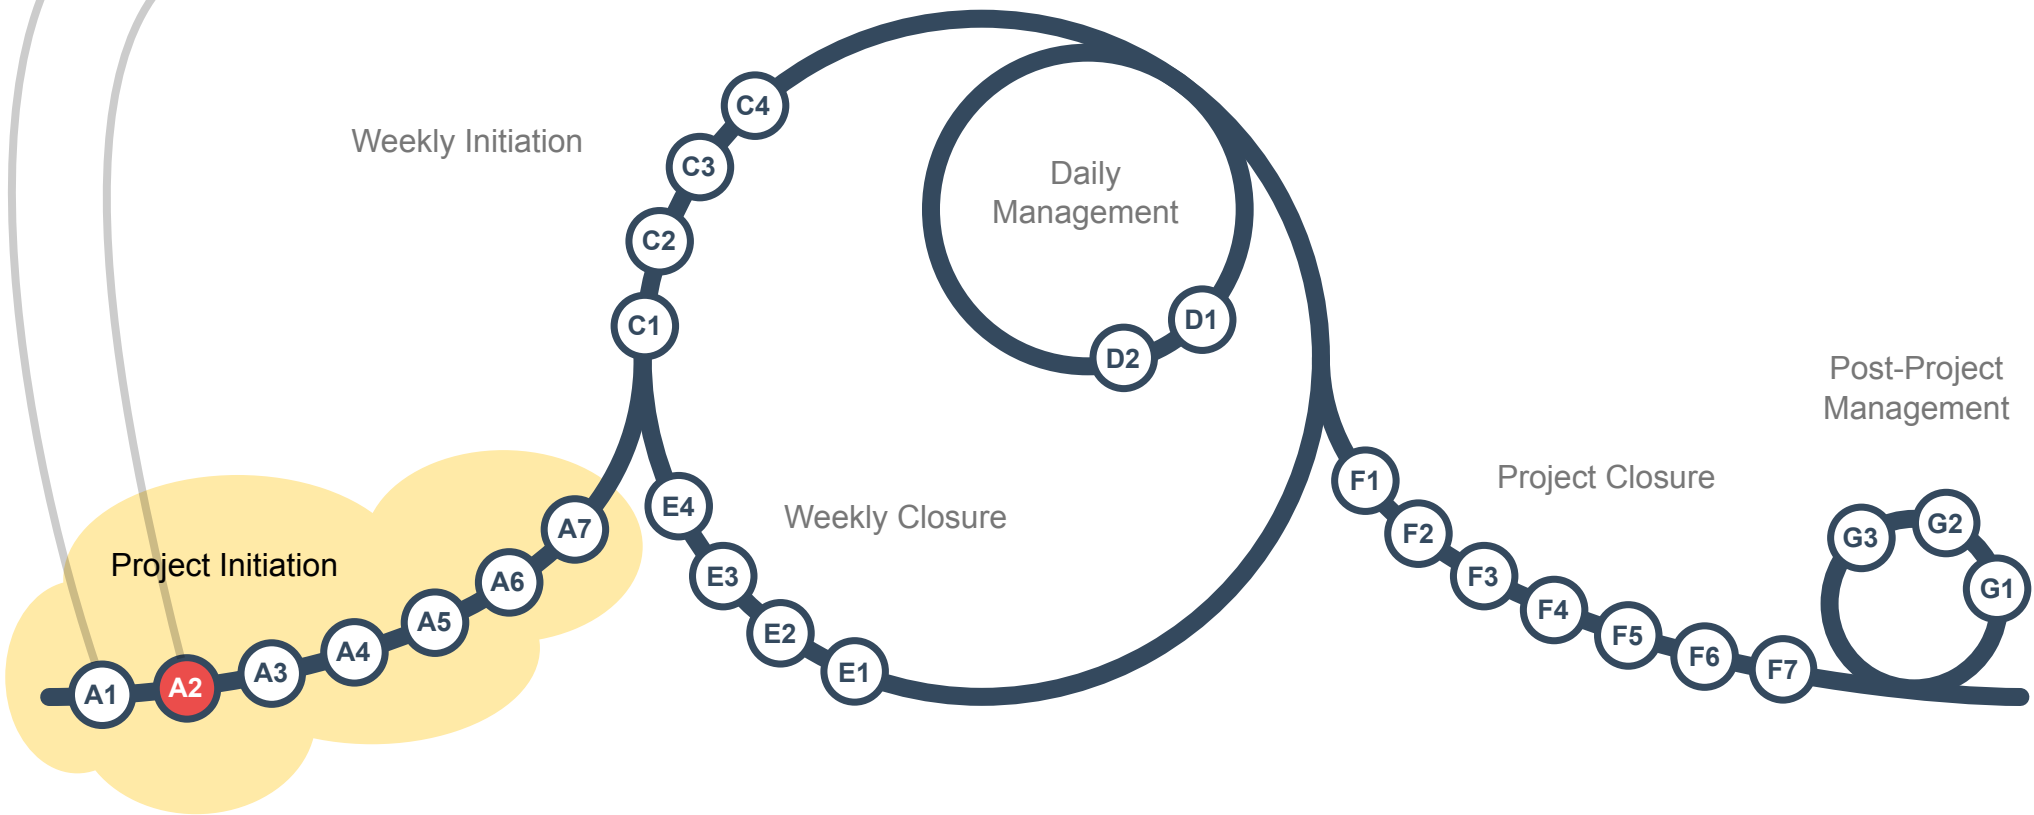 Weekly Initiation
C4
C3
C2
C1
Daily
Management
D1
D2
Project Initiation
A1
A2
A3
A4
A5
A6
A7
Weekly Closure
E4
E3
E2
E1
Project Closure
F1
F2
F3
F4
F5
F6
F7
Post-Project
Management
G3
G2
G1